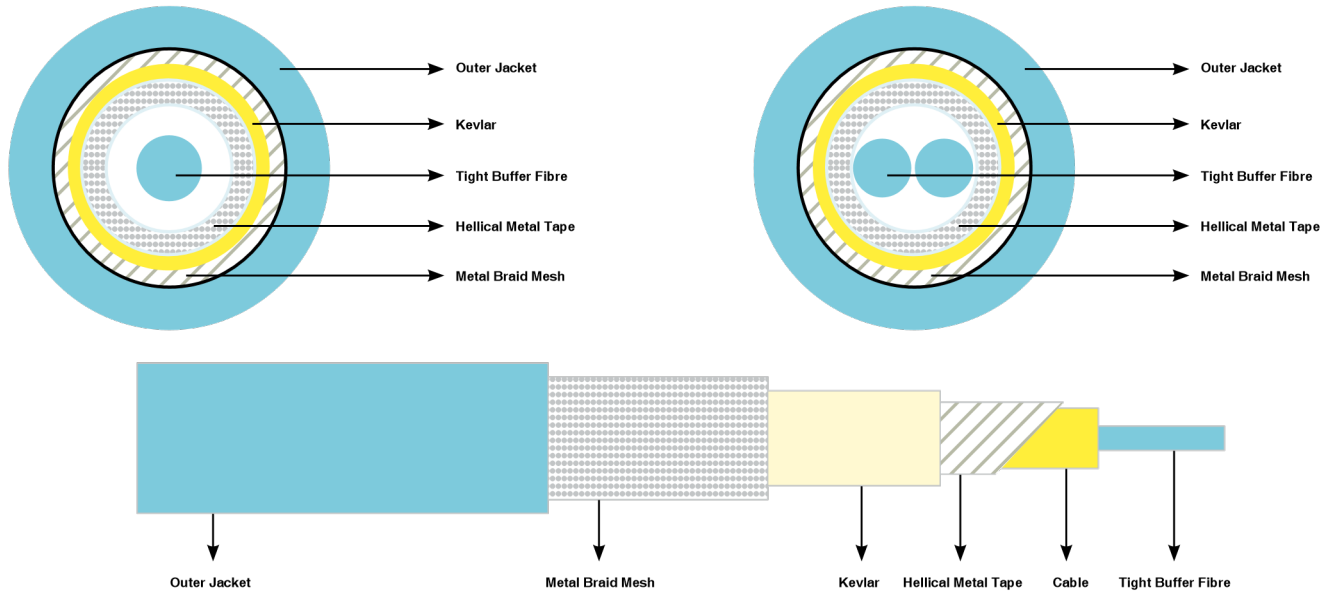 Outer Jacket
Kevlar
Tight Buffer Fibre
Hellical Metal Tape
Metal Braid Mesh
Outer Jacket
Kevlar
Tight Buffer Fibre
Hellical Metal Tape
Metal Braid Mesh
Outer Jacket Metal Braid Mesh Kevlar Hellical Metal Tape Cable Tight Buffer Fibre